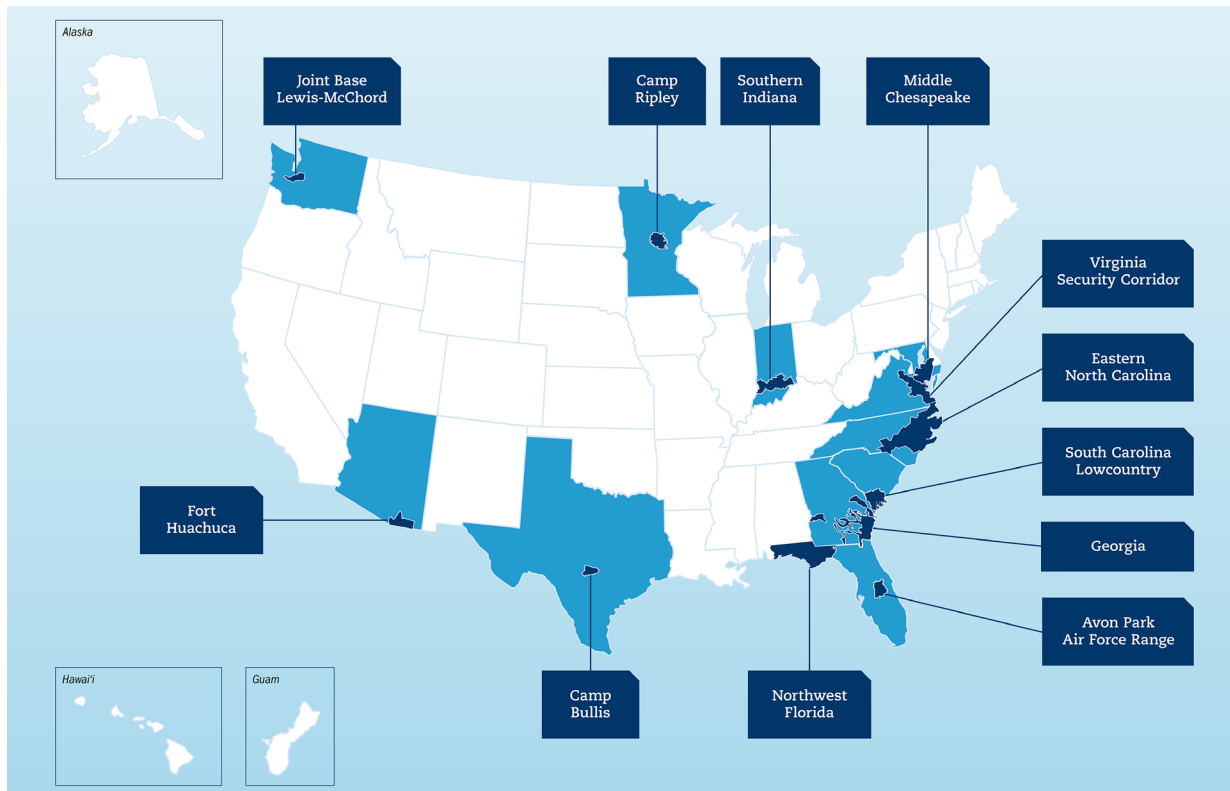 Alaska
Joint Base
Lewis-McChord
Camp
Ripley
Southern
Indiana
Middle
Chesapeake
Virginia
Security Corridor
Eastern
North Carolina
South Carolina
Lowcountry
Fort
Huachuca
Georgia
Avon Park
Air Force Range
Hawai‘i
Guam
Camp
Bullis
Northwest
Florida